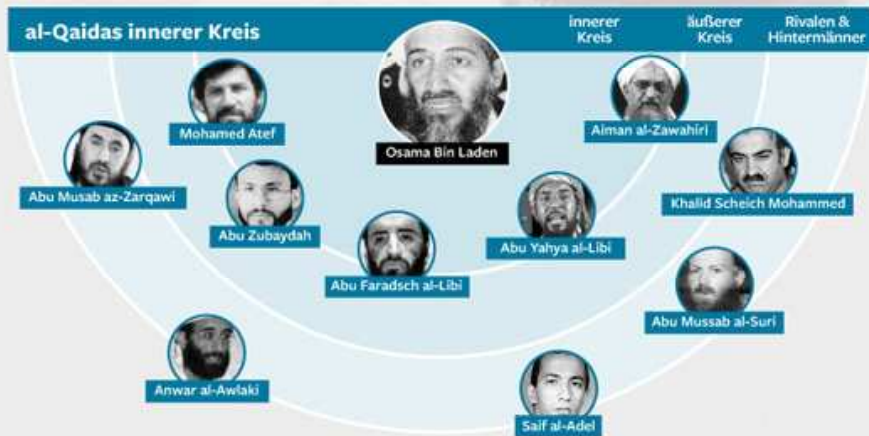 al-Qaidas innerer Kreis
innerer
Kreis
äußerer
Kreis
Rivalen &
Hintermänner
Mohamed Atef
Osama Bin Laden
Aiman al-Zawahiri
Abu Musab az-Zarqawi
Khalid Scheich Mohammed
Abu Zubaydah
Abu Yahya al-Libi
Abu Faradsch al-Libi
Abu Mussab al-Suri
Anwar al-Awlaki
Saif al-Adel